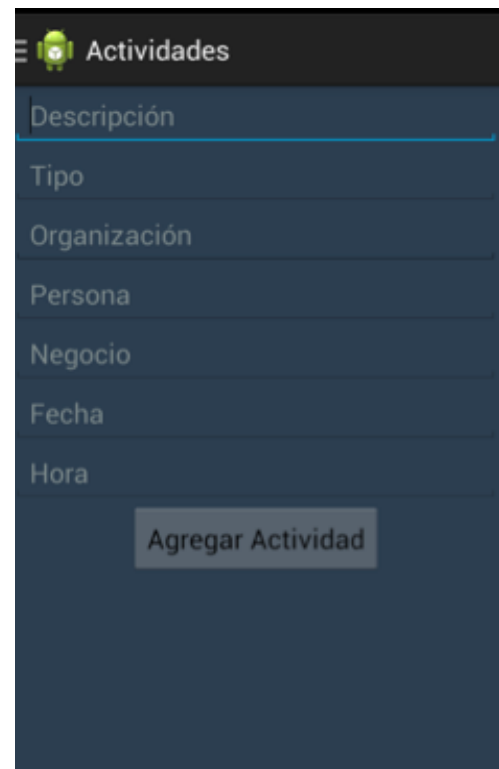 Actividades
Descripción
Tipo
Organización
Persona
Negocio
Fecha
Hora
Agregar Actividad